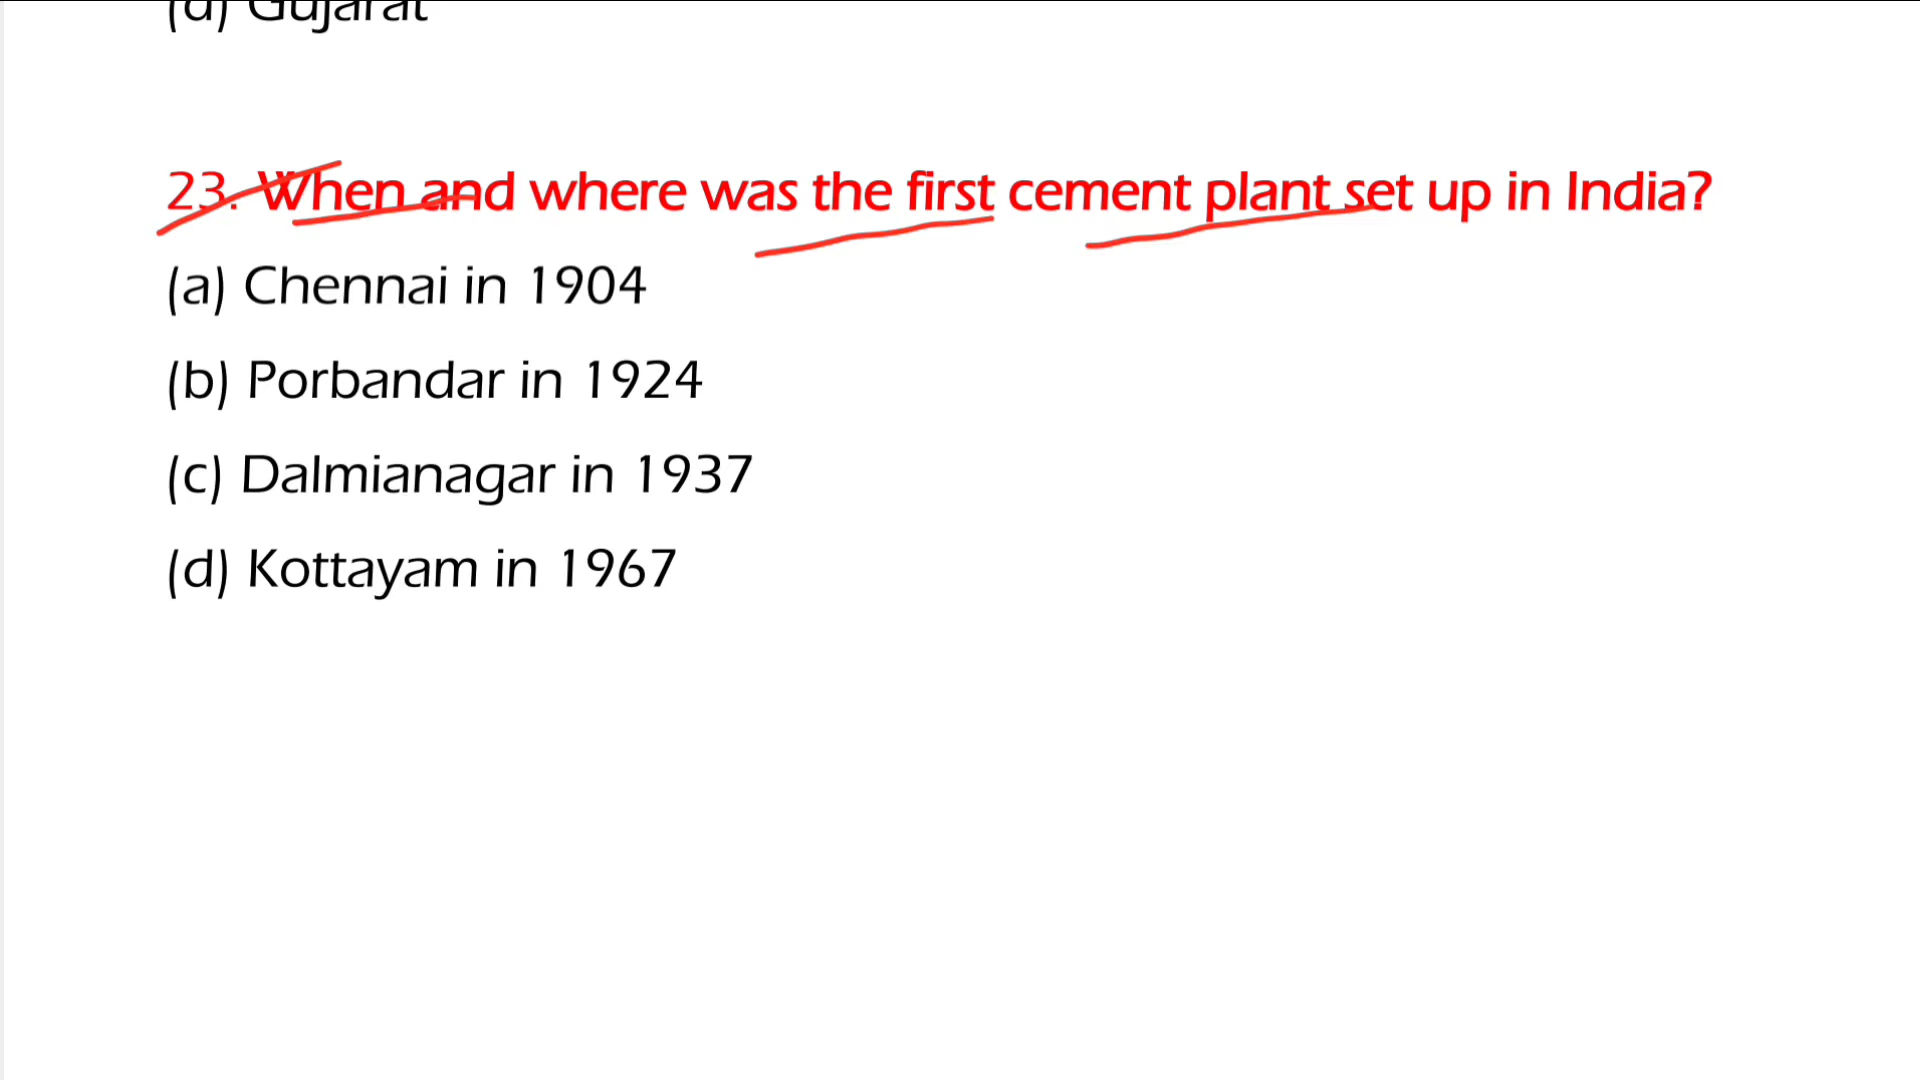 (d) Gujarat
23. When and where was the first cement plant set up in India?
(a) Chennai in 1904
(b) Porbandar in 1924
(c) Dalmianagar in 1937
(d) Kottayam in 1967